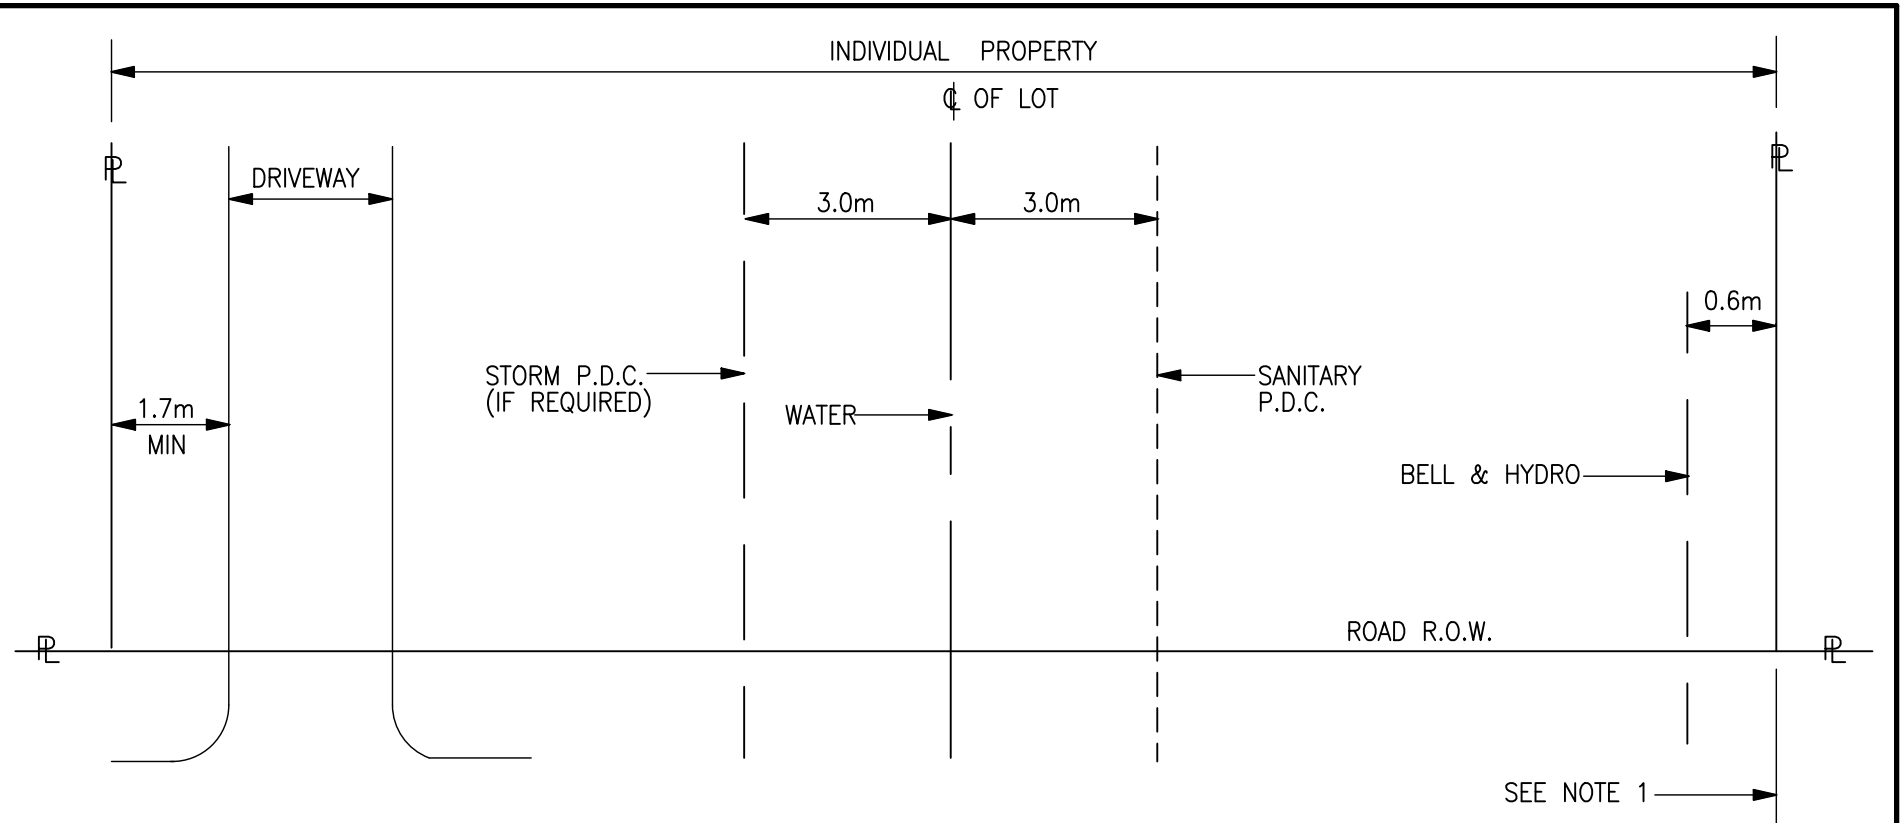 INDIVIDUAL PROPERTY
℄ OF LOT
PL
PL
DRIVEWAY
3.0m
3.0m
0.6m
STORM P.D.C.
(IF REQUIRED)
SANITARY
P.D.C.
1.7m
MIN
WATER
BELL & HYDRO
ROAD R.O.W.
PL
PL
SEE NOTE 1